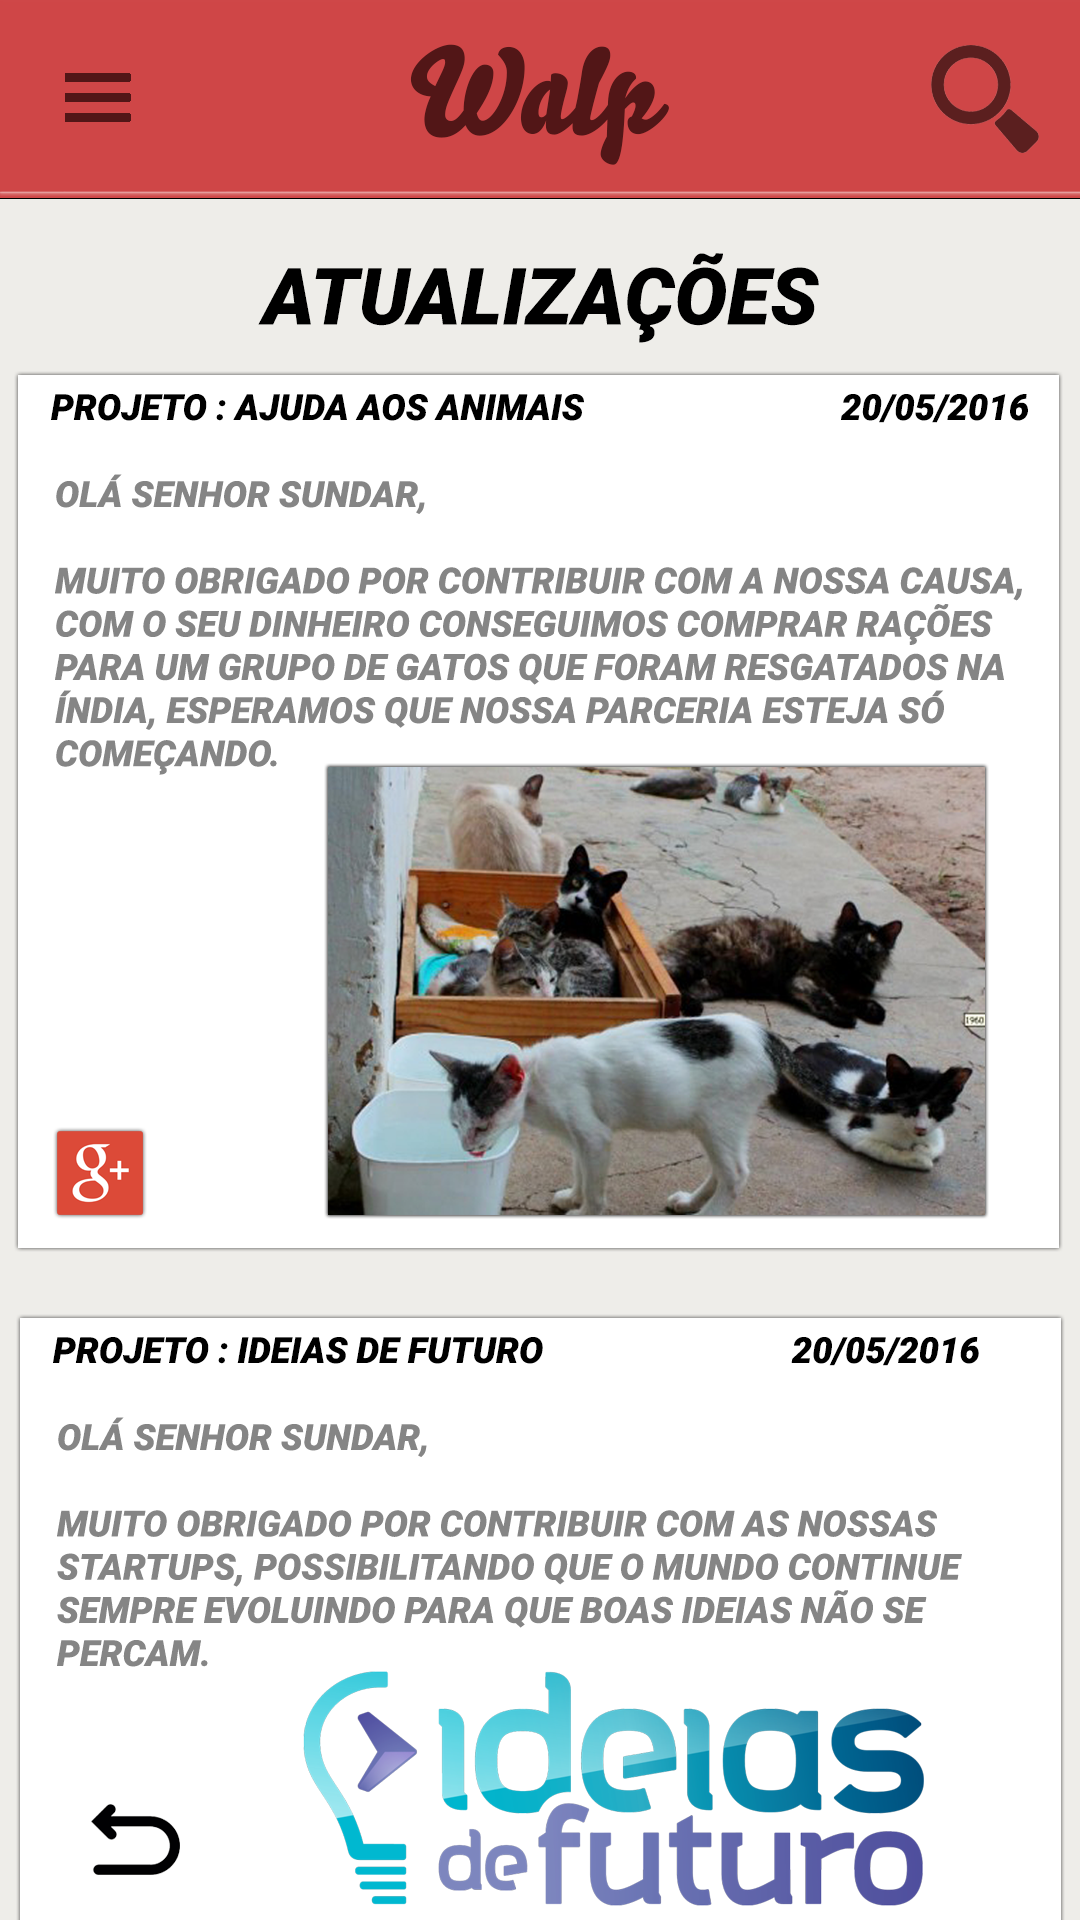 Walp
ATUALIZAÇÕES
PROJETO : AJUDA AOS ANIMAIS 20/05/2016
OLÁ SENHOR SUNDAR,
MUITO OBRIGADO POR CONTRIBUIR COM A NOSSA CAUSA,
COM O SEU DINHEIRO CONSEGUIMOS COMPRAR RAÇÕES
PARA UM GRUPO DE GATOS QUE FORAM RESGATADOS NA
ÍNDIA, ESPERAMOS QUE NOSSA PARCERIA ESTEJA SÓ
COMEÇANDO.
1960
g+
PROJETO : IDEIAS DE FUTURO 20/05/2016
OLÁ SENHOR SUNDAR,
MUITO OBRIGADO POR CONTRIBUIR COM AS NOSSAS
STARTUPS, POSSIBILITANDO QUE O MUNDO CONTINUE
SEMPRE EVOLUINDO PARA QUE BOAS IDEIAS NÃO SE
PERCAM.
ideias
de futuro